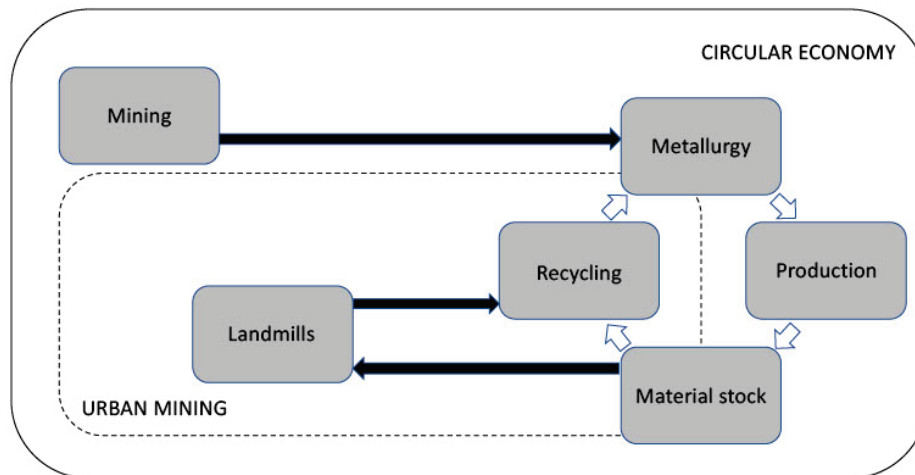 CIRCULAR ECONOMY
Mining
Metallurgy
Recycling
Production
Landmills
Material stock
URBAN MINING